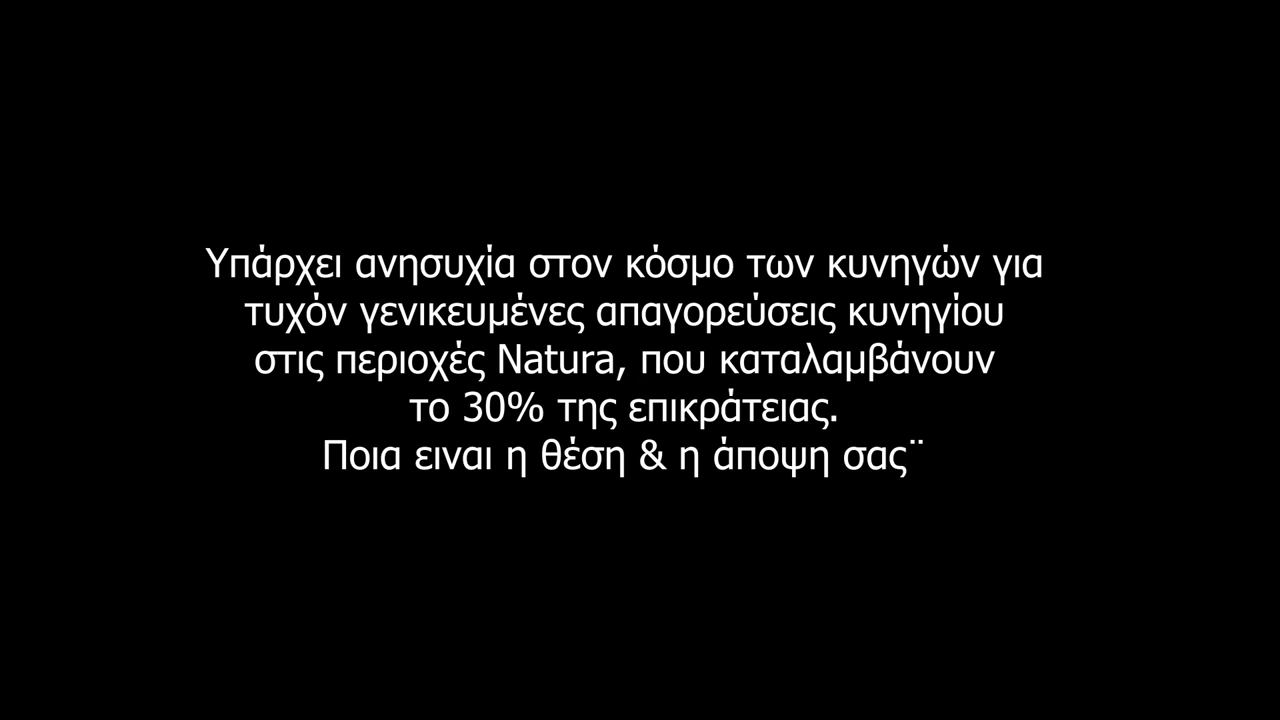 Υπάρχει ανησυχία στον κόσμο των κυνηγών για
τυχόν γενικευμένες απαγορεύσεις κυνηγίου
στις περιοχές Natura, που καταλαμβάνουν
το 30% της επικράτειας.
Ποια ειναι η θέση & η άποψη σας¨